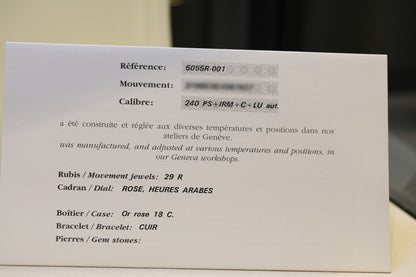 Référence: 5055R-001
Mouvement:
Calibre: 240 PS+IRM+C+LU aut.
a été construite et réglée aux diverses températures et positions dans nos
ateliers de Genève.
was manufactured, and adjusted at various temperatures and positions, in
our Geneva workshops.
Rubis / Movement jewels: 29 R
Cadran / Dial: ROSE, HEURES ARABES
Boîtier / Case: Or rose 18 C.
Bracelet / Bracelet: CUIR
Pierres / Gem stones: